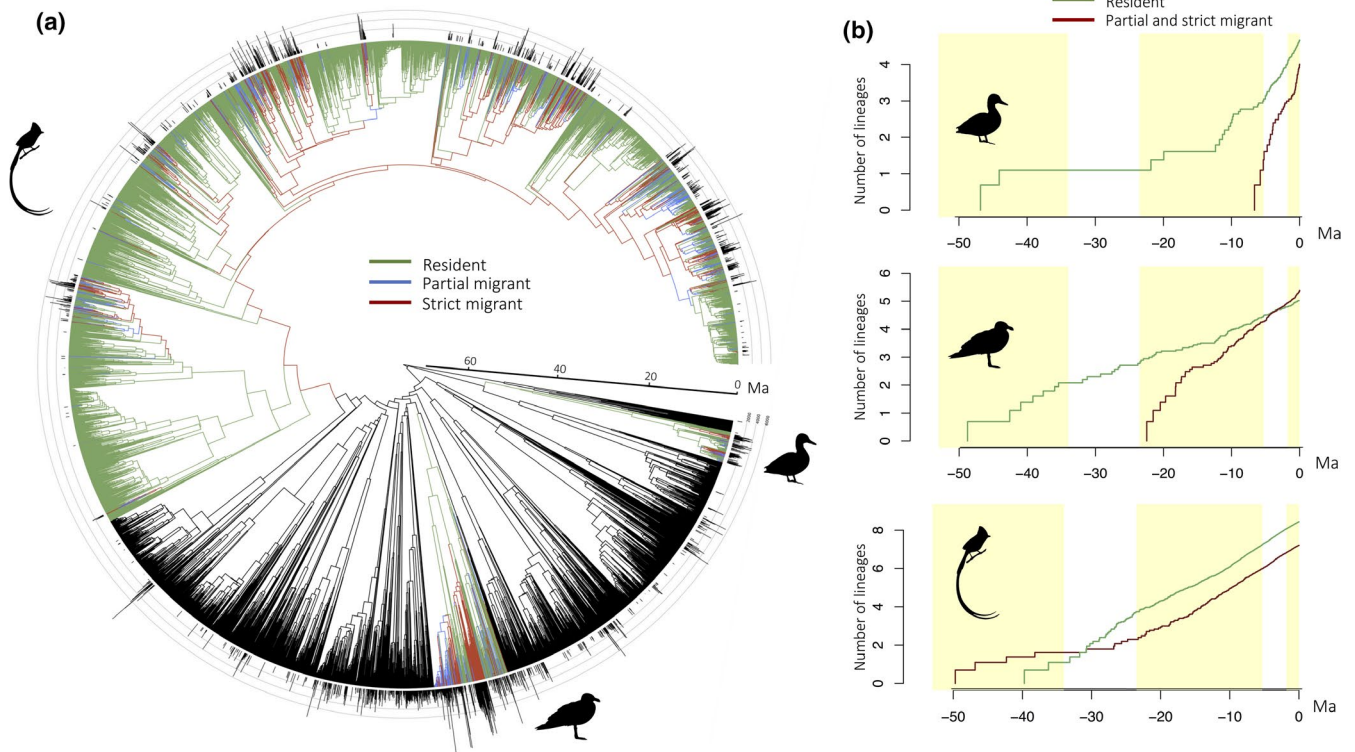 (a)
Resident
Partial migrant
Strict migrant
60
40
20
0
Ma
Resident
Partial and strict migrant
(b)
Number of lineages
4
3
2
1
0
−50
−40
−30
−20
−10
0
Ma
Number of lineages
6
5
4
3
2
1
0
−50
−40
−30
−20
−10
0
Ma
Number of lineages
8
6
4
2
0
−50
−40
−30
−20
−10
0
Ma